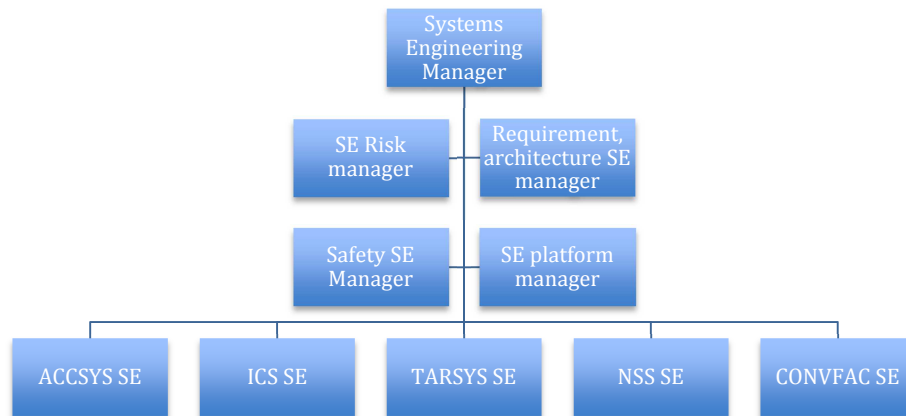 Systems
Engineering
Manager
SE Risk
manager
Requirement,
architecture SE
manager
Safety SE
Manager
SE platform
manager
ACCSYS SE
ICS SE
TARSYS SE
NSS SE
CONVFAC SE